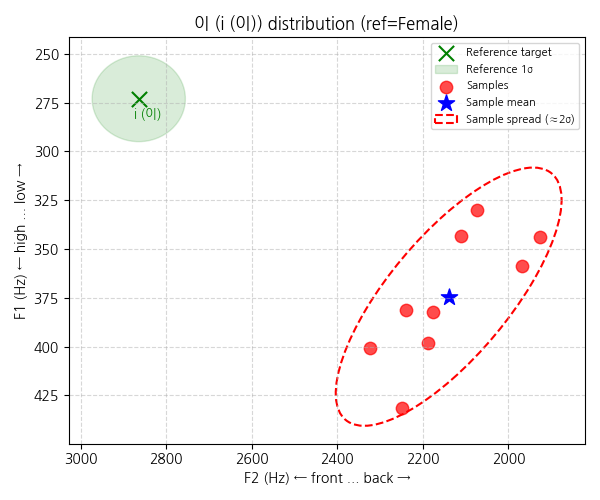 이 (i (이)) distribution (ref=Female)
250
275
300
325
350
375
400
425
F1 (Hz) ← high ... low →
i (이)
Reference target
Reference 1σ
Samples
Sample mean
Sample spread (≈2σ)
3000
2800
2600
2400
2200
2000
F2 (Hz) ← front ... back →